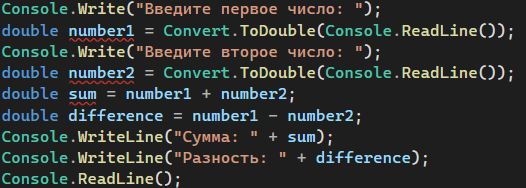 Console.Write("Введите первое число: ");
double number1 = Convert.ToDouble(Console.ReadLine());
Console.Write("Введите второе число: ");
double number2 = Convert.ToDouble(Console.ReadLine());
double sum = number1 + number2;
double difference = number1 - number2;
Console.WriteLine("Сумма: " + sum);
Console.WriteLine("Разность: " + difference);
Console.ReadLine();